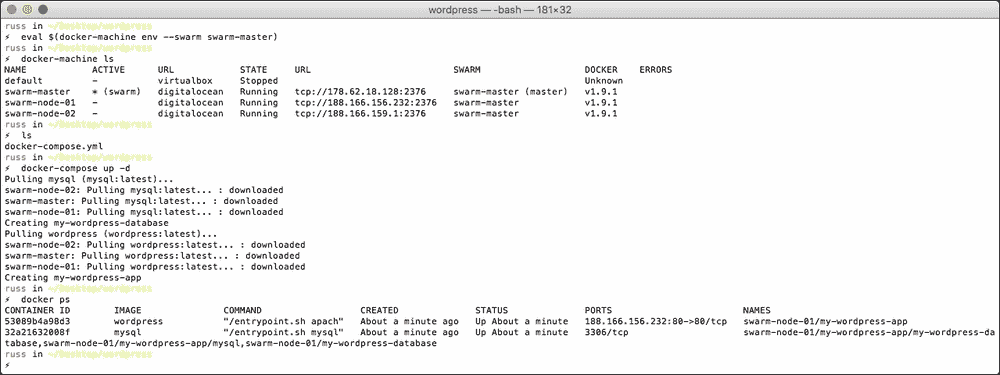 wordpress — -bash — 181×32
russ in ~/Desktop/wordpress
⚡ eval $(docker-machine env --swarm swarm-master)
russ in ~/Desktop/wordpress
⚡ docker-machine ls
NAME ACTIVE URL STATE URL SWARM DOCKER ERRORS
default - virtualbox Stopped Unknown
swarm-master * (swarm) digitalocean Running tcp://178.62.18.128:2376 swarm-master (master) v1.9.1
swarm-node-01 - digitalocean Running tcp://188.166.156.232:2376 swarm-master v1.9.1
swarm-node-02 - digitalocean Running tcp://188.166.159.1:2376 swarm-master v1.9.1
russ in ~/Desktop/wordpress
⚡ ls
docker-compose.yml
russ in ~/Desktop/wordpress
⚡ docker-compose up -d
Pulling mysql (mysql:latest)...
swarm-node-02: Pulling mysql:latest... : downloaded
swarm-master: Pulling mysql:latest... : downloaded
swarm-node-01: Pulling mysql:latest... : downloaded
Creating my-wordpress-database
Pulling wordpress (wordpress:latest)...
swarm-node-02: Pulling wordpress:latest... : downloaded
swarm-master: Pulling wordpress:latest... : downloaded
swarm-node-01: Pulling wordpress:latest... : downloaded
Creating my-wordpress-app
russ in ~/Desktop/wordpress
⚡ docker ps
CONTAINER ID IMAGE COMMAND CREATED STATUS PORTS NAMES
53089b4a98d3 wordpress "/entrypoint.sh apach" About a minute ago Up About a minute 188.166.156.232:80->80/tcp swarm-node-01/my-wordpress-app
32a21632008f mysql "/entrypoint.sh mysql" About a minute ago Up About a minute 3306/tcp swarm-node-01/my-wordpress-app/my-wordpress-da
tabase,swarm-node-01/my-wordpress-app/mysql,swarm-node-01/my-wordpress-database
russ in ~/Desktop/wordpress
⚡